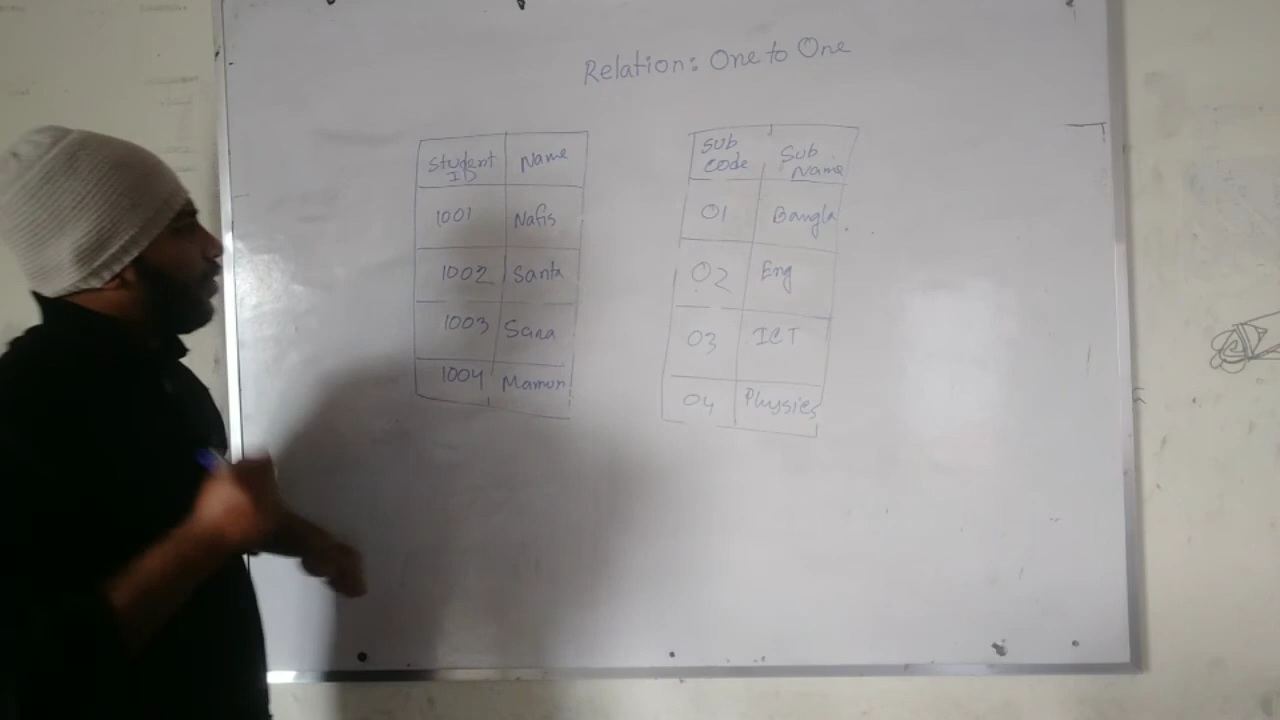 Relation: One to One
Student ID Name
1001 Nafis
1002 Santa
1003 Sara
1004 Mamon
Sub code Sub Name
01 Bangla
02 Eng
03 ICT
04 Physics